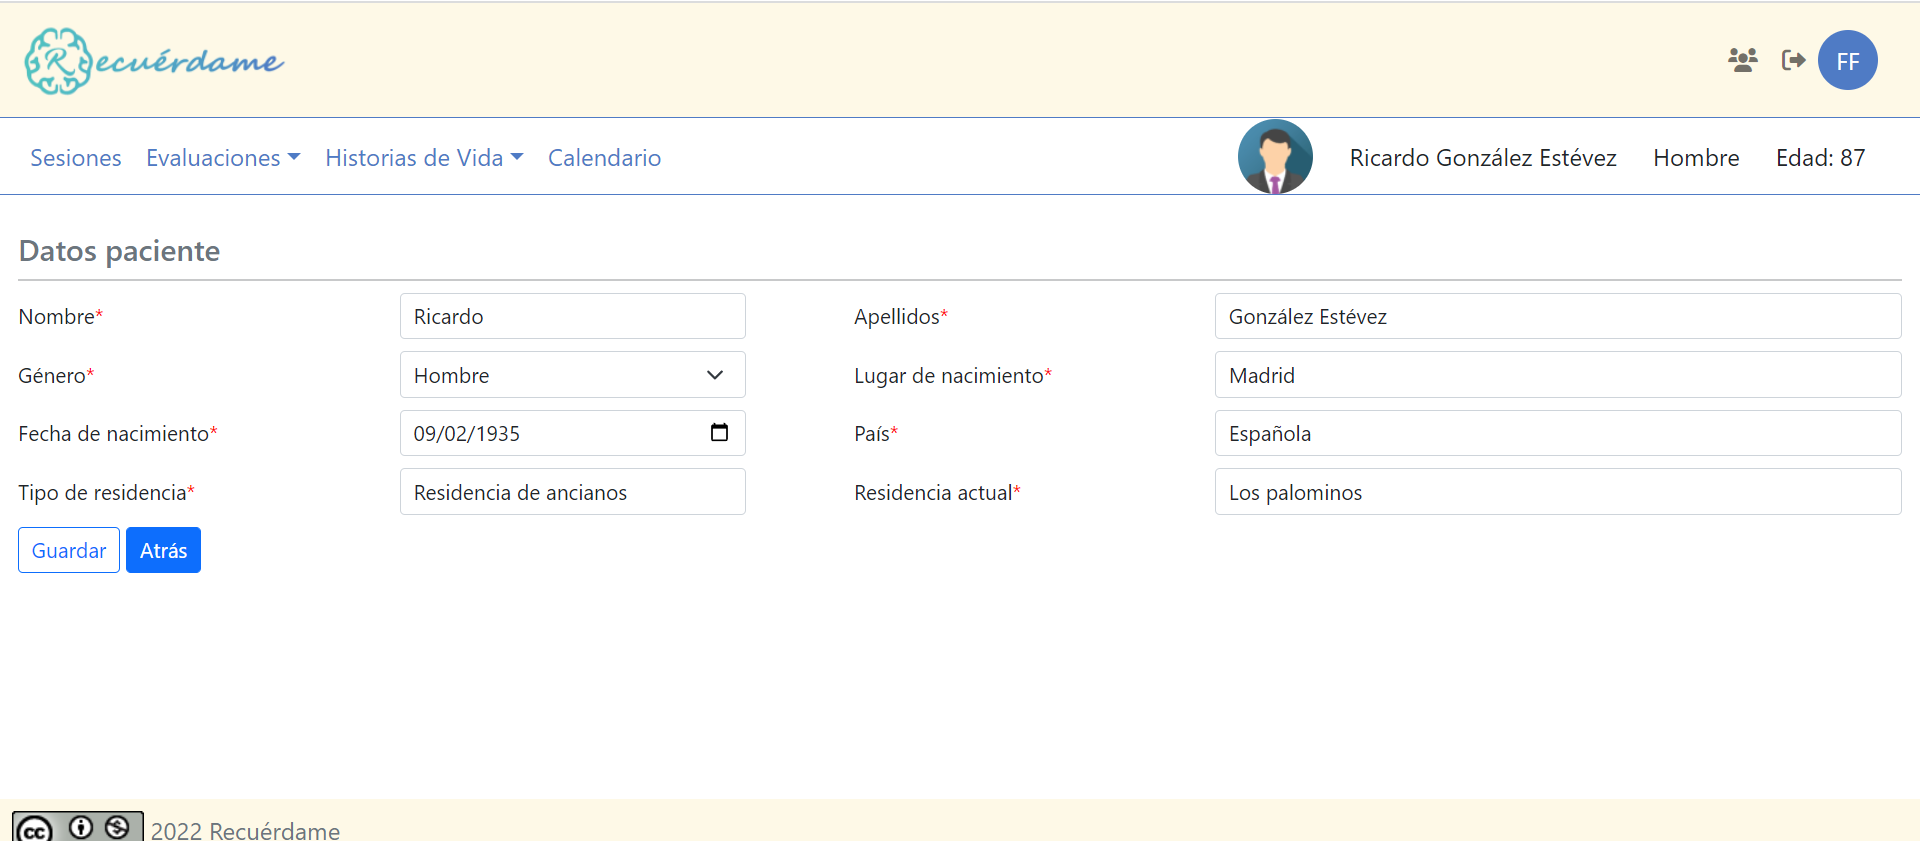 Recuérdame
FF
Sesiones Evaluaciones Historias de Vida Calendario Ricardo González Estévez Hombre Edad: 87
Datos paciente
Nombre* Ricardo Apellidos* González Estévez
Género* Hombre Lugar de nacimiento* Madrid
Fecha de nacimiento* 09/02/1935 País* Española
Tipo de residencia* Residencia de ancianos Residencia actual* Los palominos
Guardar Atrás
cc 2022 Recuérdame